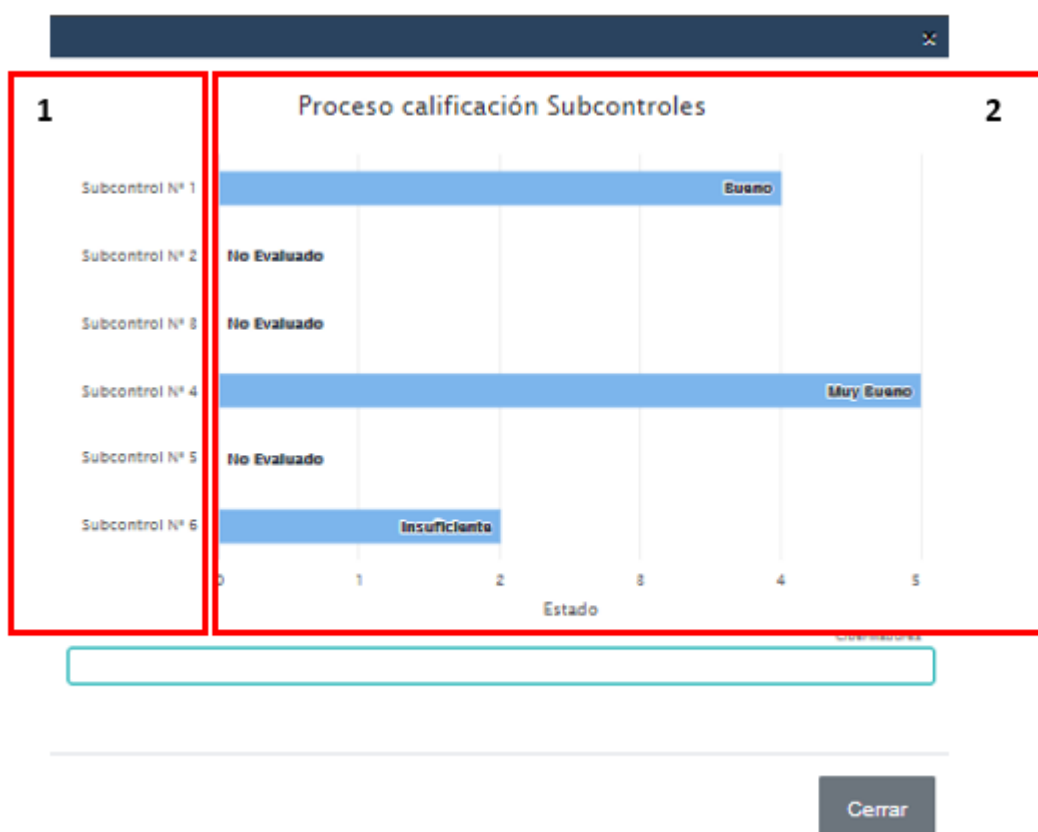 ×
1
Proceso calificación Subcontroles
2
Subcontrol N° 1
Bueno
Subcontrol N° 2
No Evaluado
Subcontrol N° 3
No Evaluado
Subcontrol N° 4
Muy Bueno
Subcontrol N° 5
No Evaluado
Subcontrol N° 6
Insuficiente
0 1 2 3 4 5
Estado
Cerrar